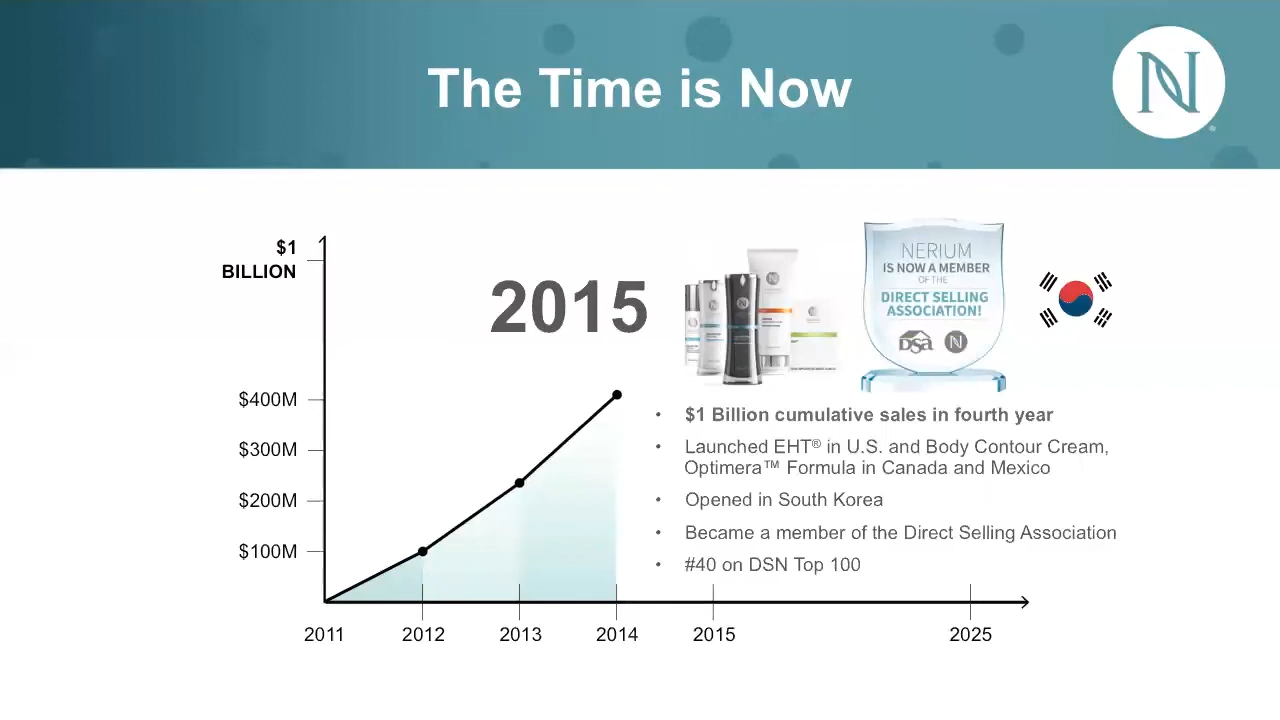 The Time is Now
N
$1
BILLION
2015
NERIUM
IS NOW A MEMBER
OF THE
DIRECT SELLING
ASSOCIATION!
DSA
N
$400M
$300M
$200M
$100M
• $1 Billion cumulative sales in fourth year
• Launched EHT® in U.S. and Body Contour Cream,
Optimera™ Formula in Canada and Mexico
• Opened in South Korea
• Became a member of the Direct Selling Association
• #40 on DSN Top 100
2011 2012 2013 2014 2015 2025